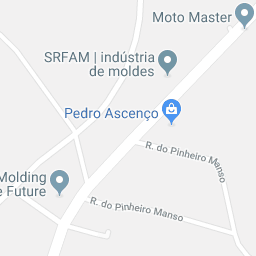 Moto Master
SRFAM | indústria
de moldes
Pedro Ascenço
R. do Pinheiro Manso
Molding
e Future
R. do Pinheiro Manso